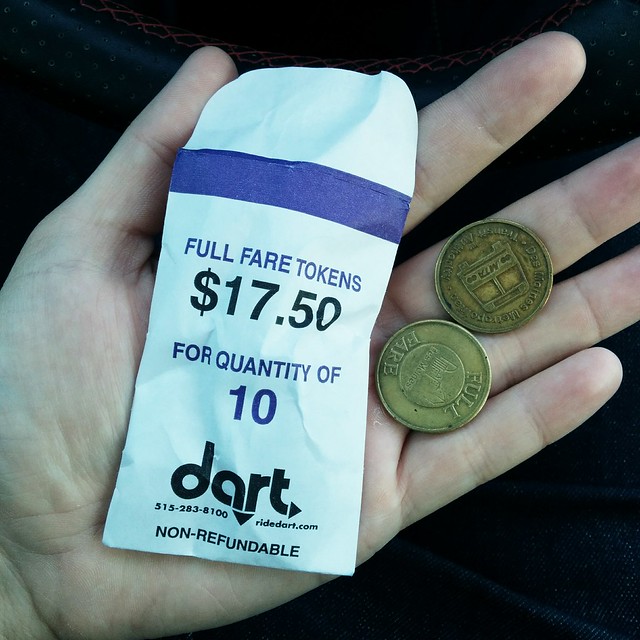 FULL FARE TOKENS
$17.50
FOR QUANTITY OF
10
dart
515-283-8100
ridedart.com
NON-REFUNDABLE
FULL
FARE